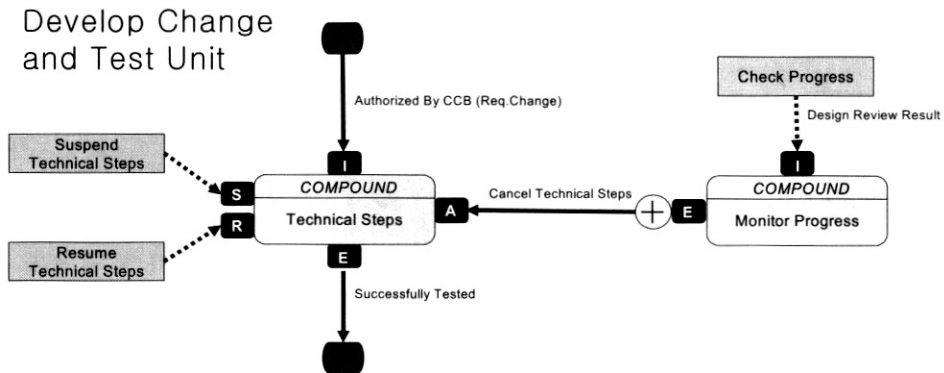 Develop Change
and Test Unit
Check Progress
Authorized By CCB (Req.Change)
Design Review Result
Suspend
Technical Steps
I
I
COMPOUND
COMPOUND
S
Cancel Technical Steps
A
E
Technical Steps
Monitor Progress
R
Resume
Technical Steps
E
Successfully Tested